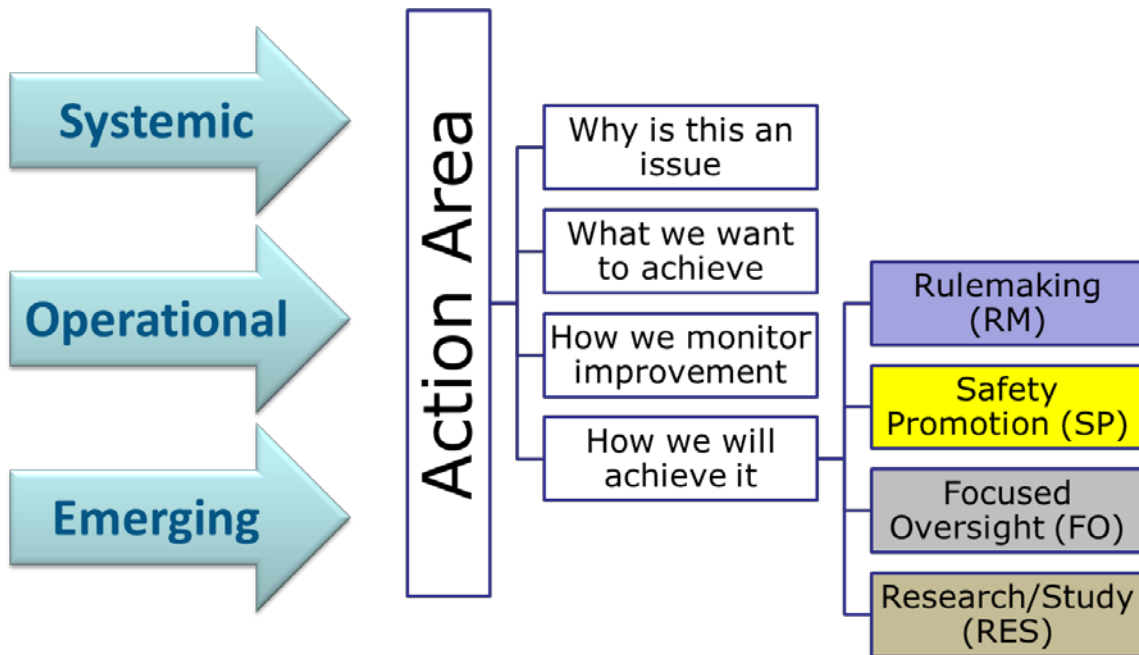 Systemic
Operational
Emerging
Action Area
Why is this an
issue
What we want
to achieve
How we monitor
improvement
How we will
achieve it
Rulemaking
(RM)
Safety
Promotion (SP)
Focused
Oversight (FO)
Research/Study
(RES)